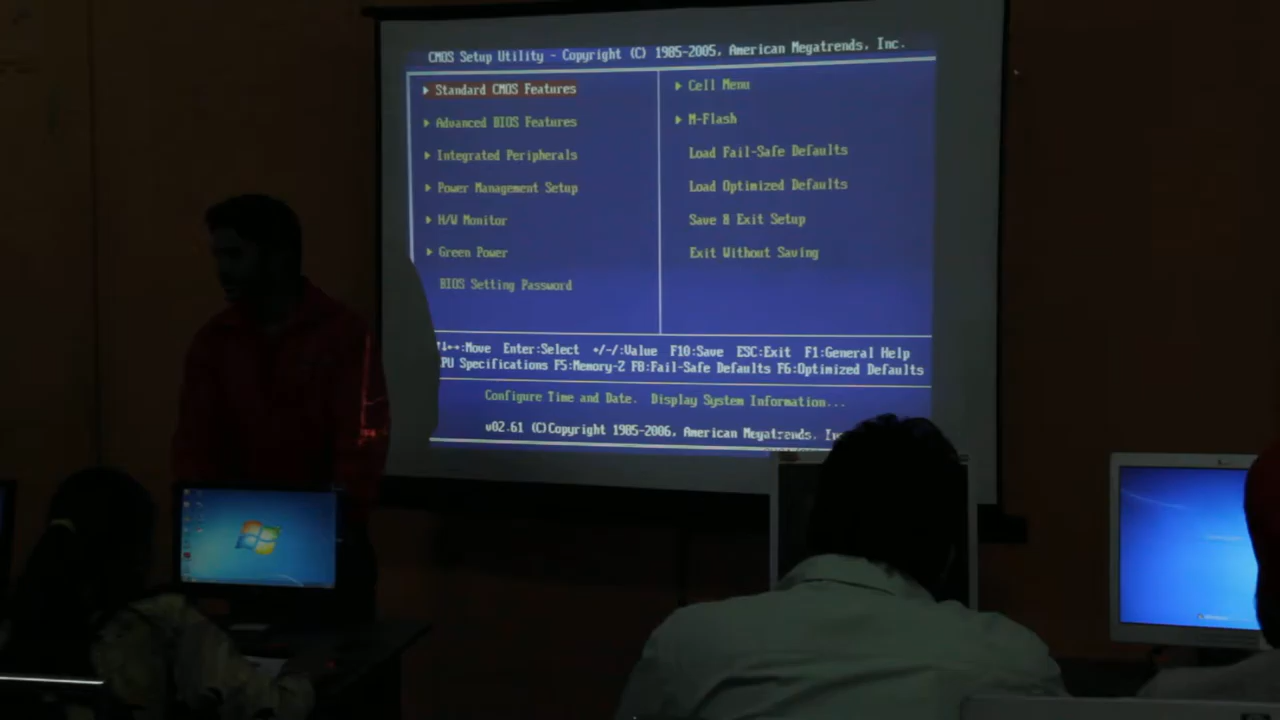 CMOS Setup Utility - Copyright (C) 1985-2005, American Megatrends, Inc.
Standard CMOS Features
Advanced BIOS Features
Integrated Peripherals
Power Management Setup
H/W Monitor
Green Power
BIOS Setting Password
Cell Menu
M-Flash
Load Fail-Safe Defaults
Load Optimized Defaults
Save & Exit Setup
Exit Without Saving
:Move Enter:Select +/-/:Value F10:Save ESC:Exit F1:General Help
PU Specifications F5:Memory-Z F8:Fail-Safe Defaults F6:Optimized Defaults
Configure Time and Date. Display System Information...
v02.61 (C)Copyright 1985-2006, American Megatrends,